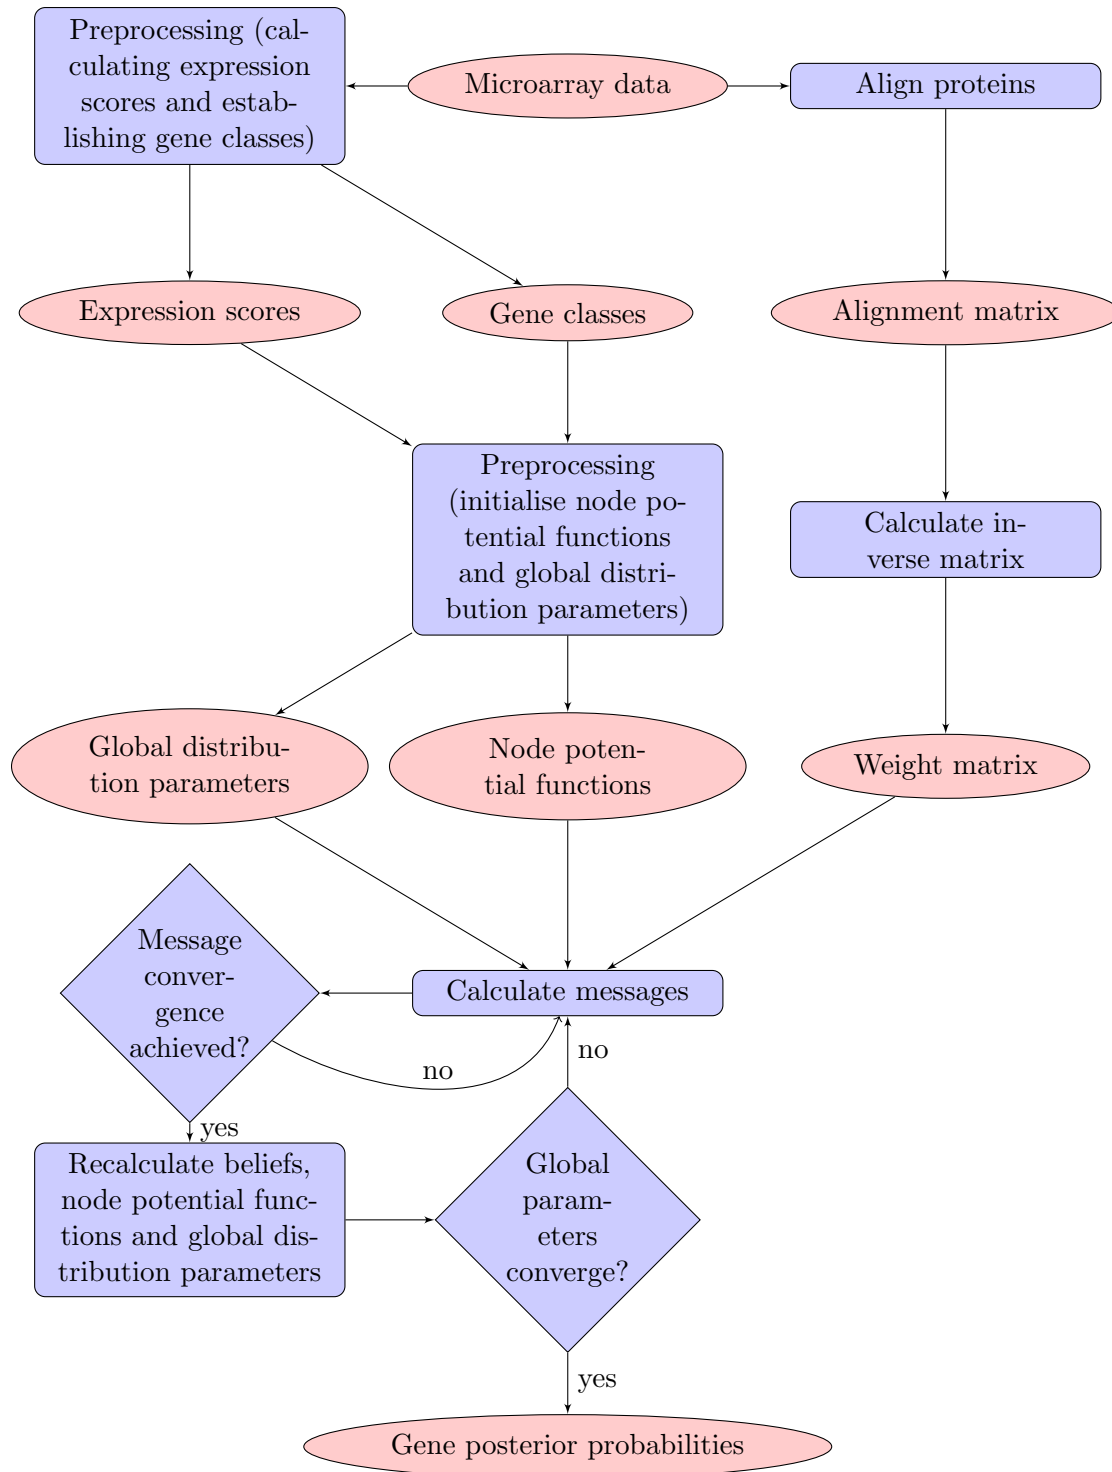 Preprocessing (cal-
culating expression
scores and estab-
lishing gene classes)
Microarray data
Align proteins
Expression scores
Gene classes
Alignment matrix
Preprocessing
(initialise node po-
tential functions
and global distri-
bution parameters)
Calculate in-
verse matrix
Global distribu-
tion parameters
Node poten-
tial functions
Weight matrix
Message
conver-
gence
achieved?
Calculate messages
no
no
yes
Recalculate beliefs,
node potential func-
tions and global dis-
tribution parameters
Global
param-
eters
converge?
yes
Gene posterior probabilities